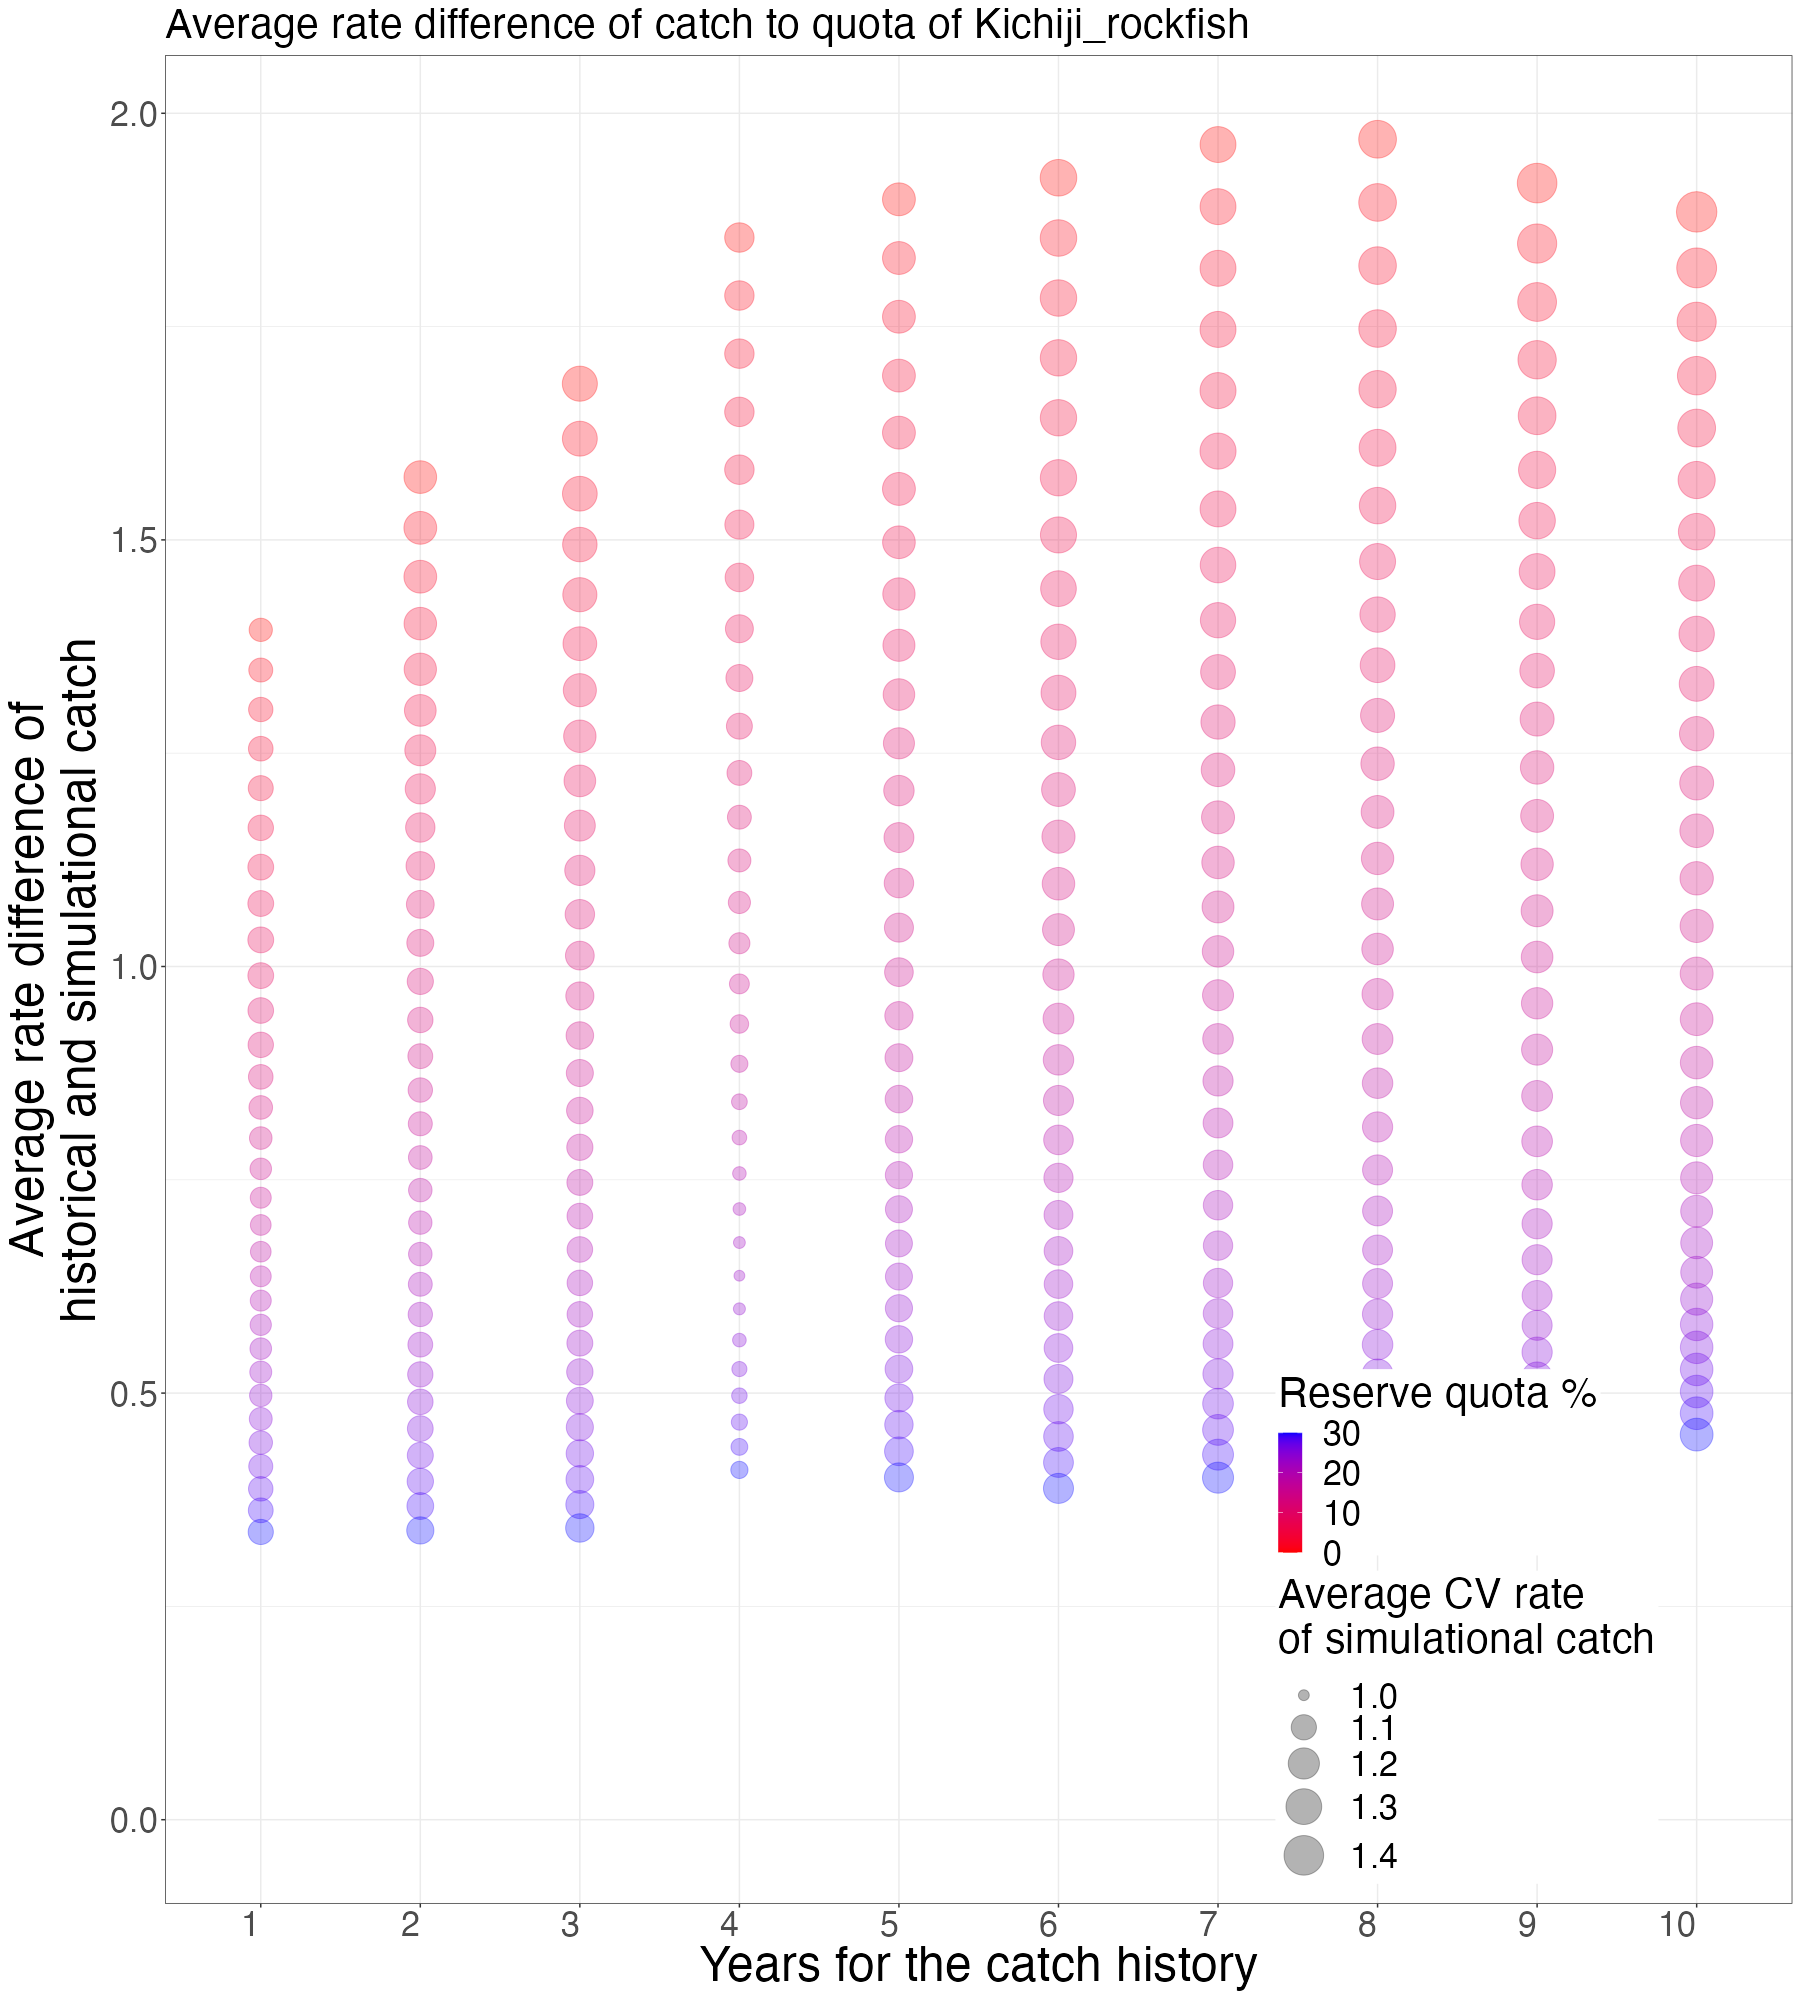 Average rate difference of catch to quota of Kichiji_rockfish
Average rate difference of
historical and simulational catch
2.0
1.5
1.0
0.5
0.0
Reserve quota %
30
20
10
0
Average CV rate
of simulational catch
1.0
1.1
1.2
1.3
1.4
1 2 3 4 5 6 7 8 9 10
Years for the catch history